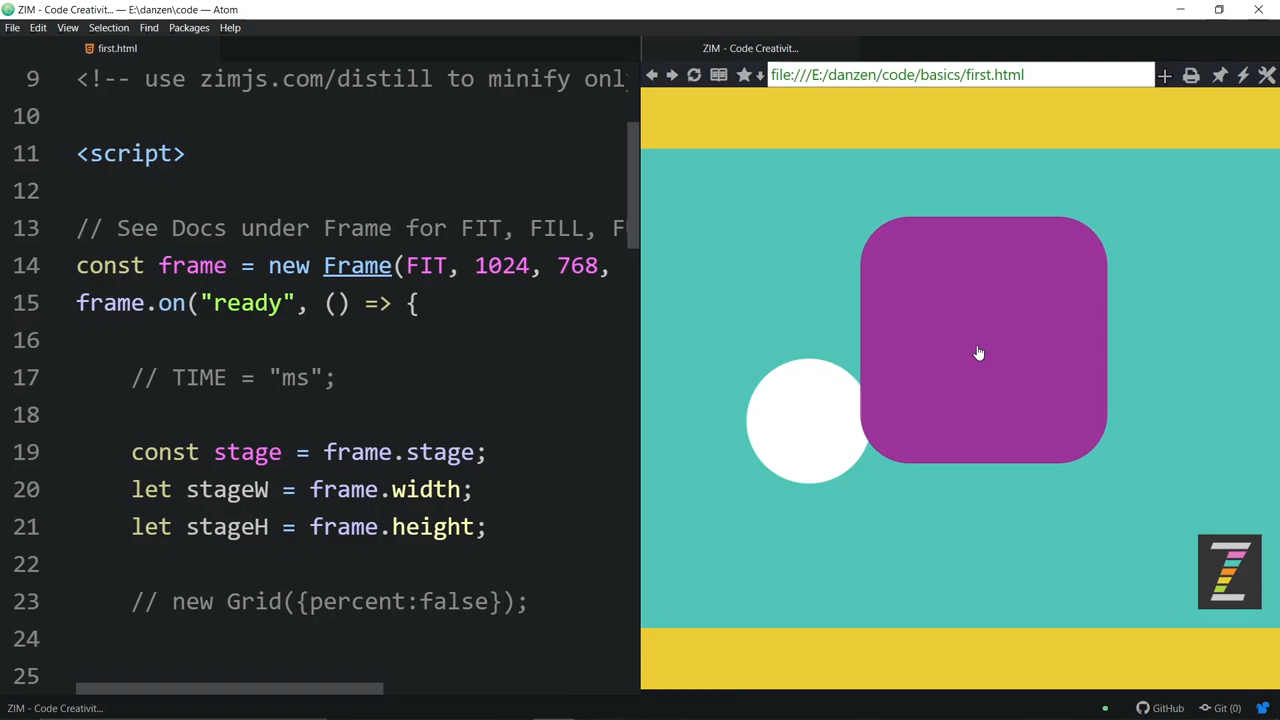 ZIM - Code Creativit... — E:\danzen\code — Atom
File Edit View Selection Find Packages Help
first.html
ZIM - Code Creativit...
file:///E:/danzen/code/basics/first.html
9 <!-- use zimjs.com/distill to minify onl
10
11 <script>
12
13 // See Docs under Frame for FIT, FILL, F
14 const frame = new Frame(FIT, 1024, 768,
15 frame.on("ready", () => {
16
17 // TIME = "ms";
18
19 const stage = frame.stage;
20 let stageW = frame.width;
21 let stageH = frame.height;
22
23 // new Grid({percent:false});
24
25
Z
ZIM - Code Creativit...
GitHub Git (0)